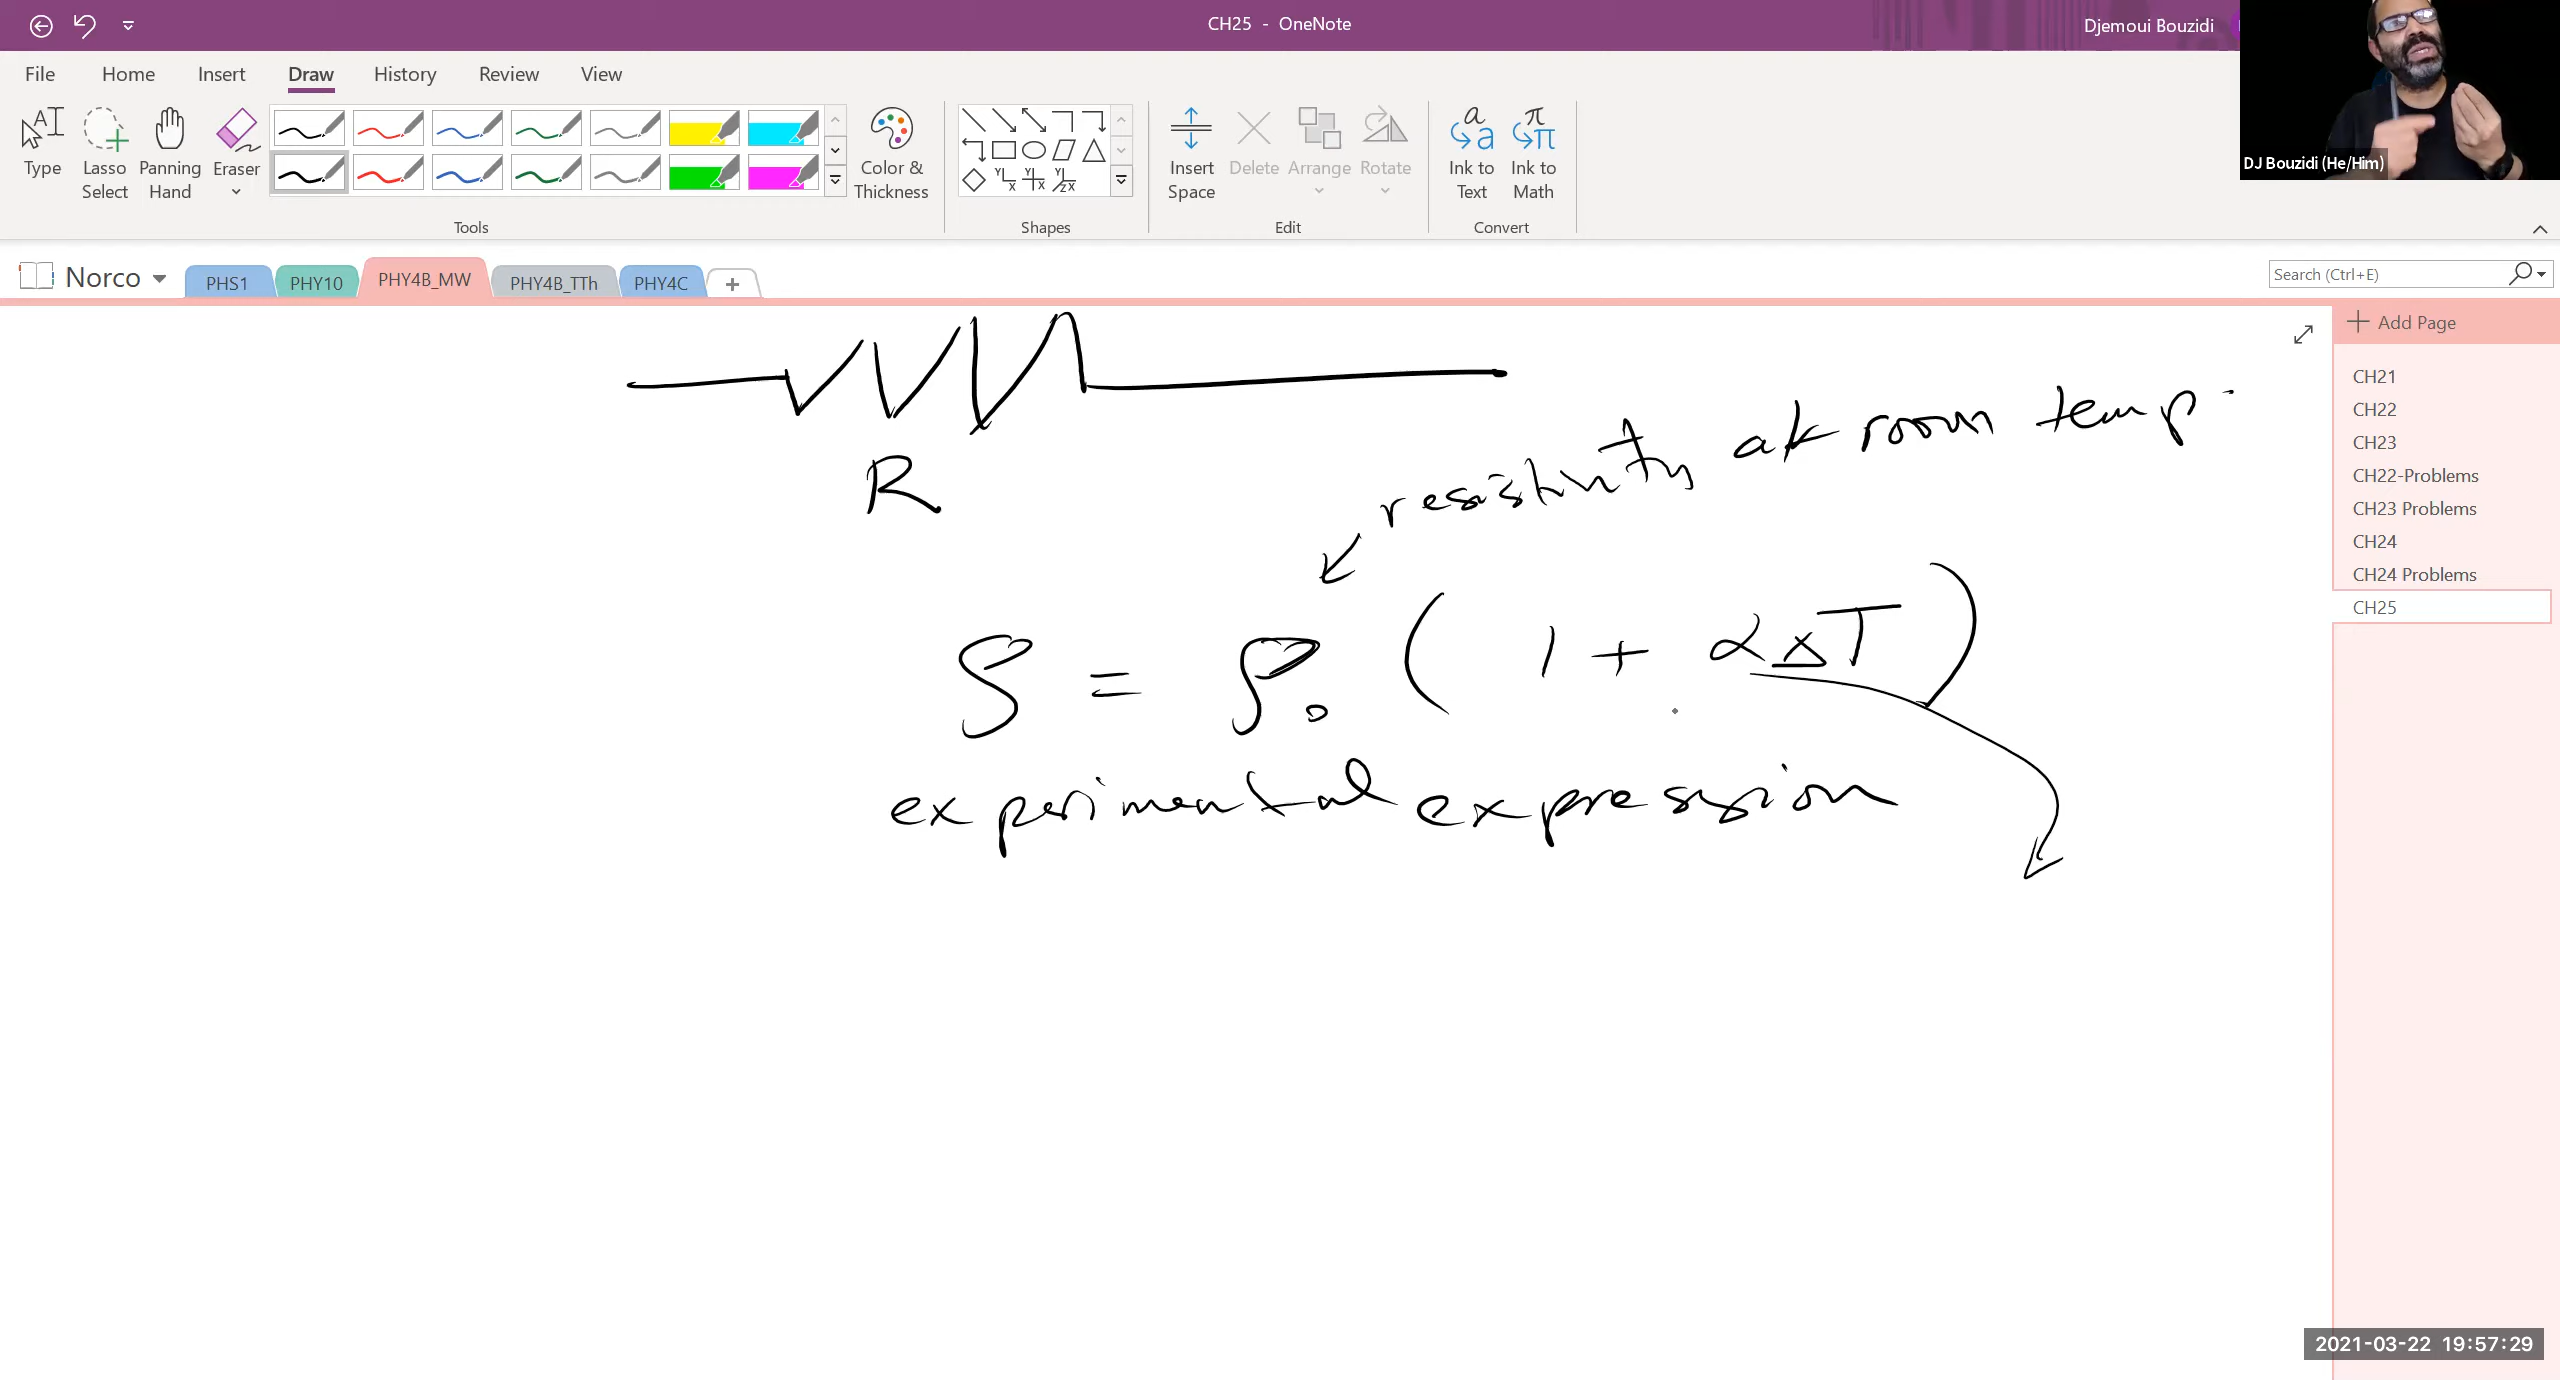 CH25 - OneNote
Djemoui Bouzidi
File Home Insert Draw History Review View
Type
Lasso Select
Panning Hand
Eraser
Color & Thickness
Insert Space
Delete
Arrange
Rotate
Ink to Text
Ink to Math
Tools
Shapes
Edit
Convert
DJ Bouzidi (He/Him)
Norco PHS1 PHY10 PHY4B_MW PHY4B_TTh PHY4C +
Search (Ctrl+E)
Add Page
CH21
CH22
CH23
CH22-Problems
CH23 Problems
CH24
CH24 Problems
CH25
R
resistivity at room temp.
ρ = ρ₀ ( 1 + αΔT )
experimental expression
2021-03-22 19:57:29